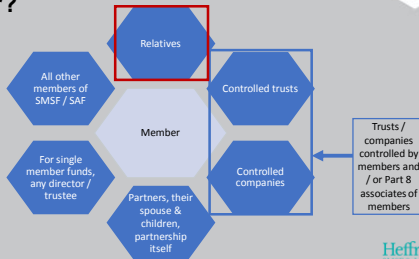 ?
Relatives
All other
members of
SMSF / SAF
Controlled trusts
Member
Trusts /
companies
controlled by
members and
/ or Part 8
associates of
members
For single
member funds,
any director /
trustee
Controlled
companies
Partners, their
spouse &
children,
partnership
itself